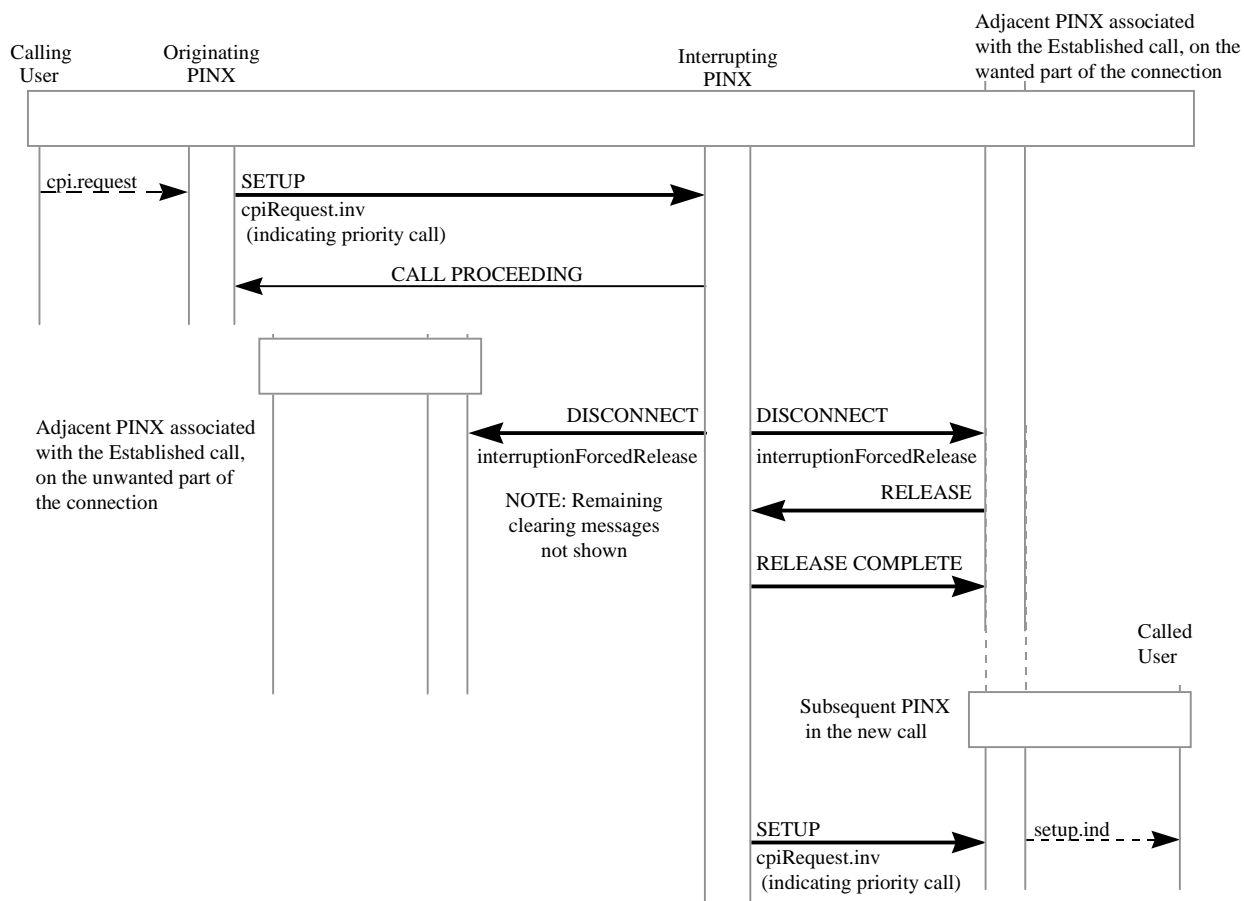 Adjacent PINX associated
with the Established call, on the
wanted part of the connection
Calling
User
Originating
PINX
Interrupting
PINX
cpi.request
SETUP
cpiRequest.inv
(indicating priority call)
CALL PROCEEDING
Adjacent PINX associated
with the Established call,
on the unwanted part of
the connection
DISCONNECT
interruptionForcedRelease
DISCONNECT
interruptionForcedRelease
NOTE: Remaining
clearing messages
not shown
RELEASE
RELEASE COMPLETE
Called
User
Subsequent PINX
in the new call
SETUP
cpiRequest.inv
(indicating priority call)
setup.ind